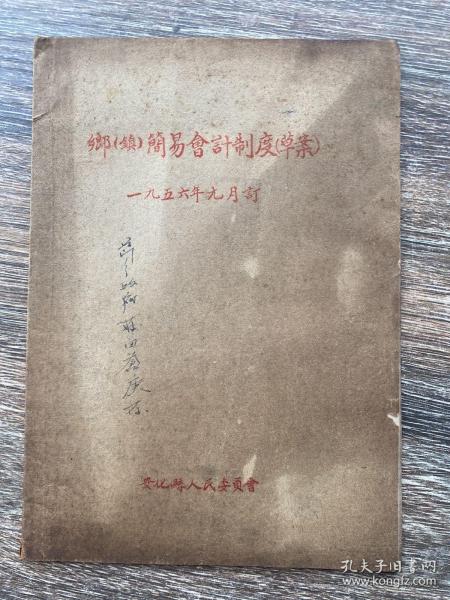 鄉(鎮)簡易會計制度(草案)
一九五六年九月訂
安化縣人民委員會
孔夫子旧书网
www.kongfz.com